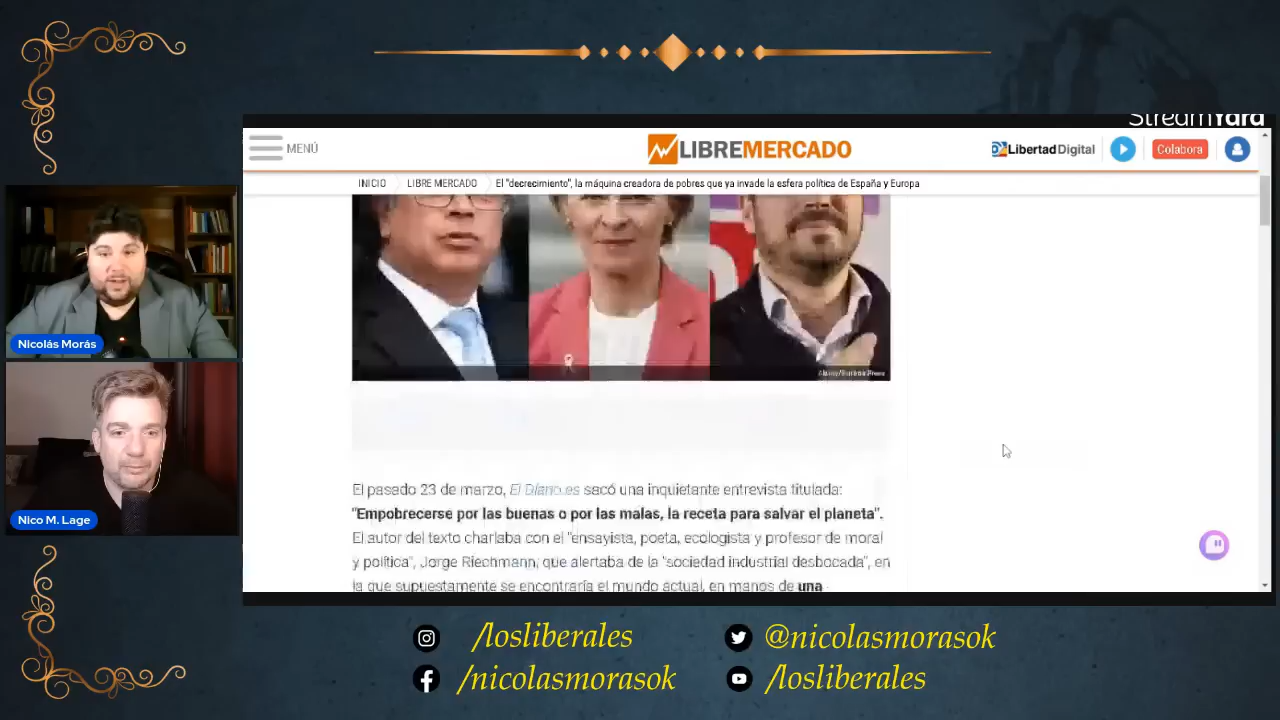 StreamYard
MENÚ
LIBREMERCADO
LibertadDigital
Colabora
INICIO
LIBRE MERCADO
El "decrecimiento", la máquina creadora de pobres que ya invade la esfera política de España y Europa
El pasado 23 de marzo, El Diario.es sacó una inquietante entrevista titulada:
"Empobrecerse por las buenas o por las malas, la receta para salvar el planeta".
El autor del texto charlaba con el "ensayista, poeta, ecologista y profesor de moral
y política", Jorge Riechmann, que alertaba de la "sociedad industrial desbocada", en
la que supuestamente se encontraría el mundo actual, en manos de una
Nicolás Morás
Nico M. Lage
/losliberales
@nicolasmorasok
/nicolasmorasok
/losliberales